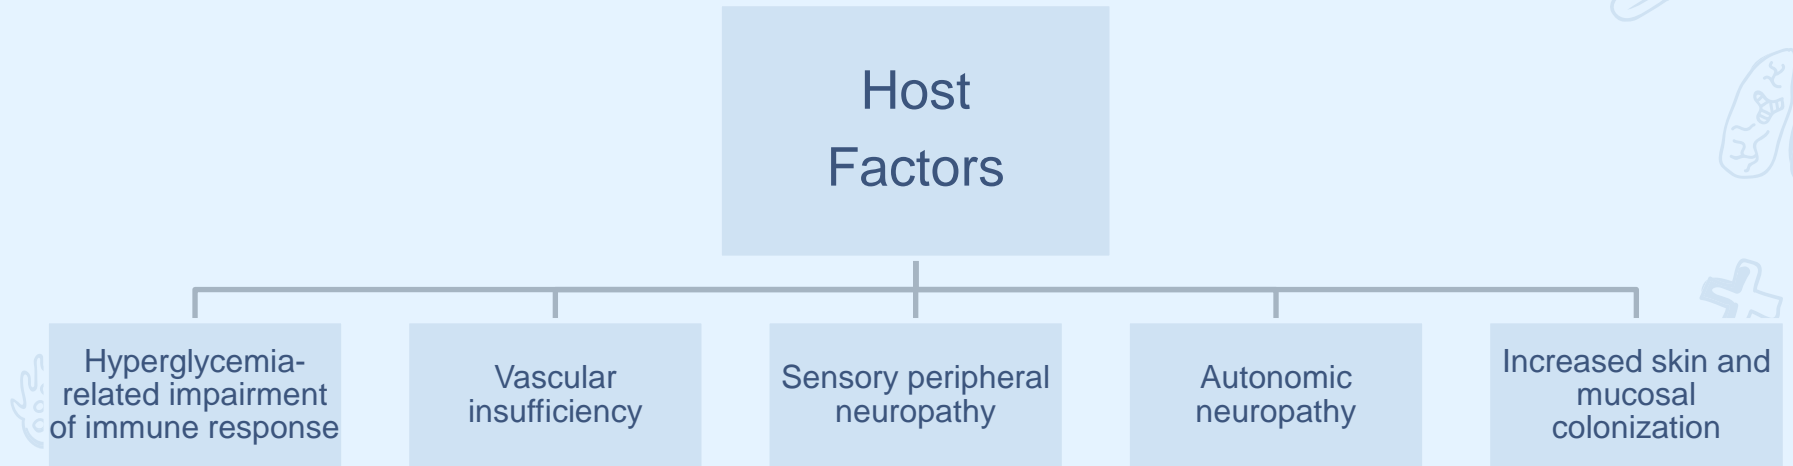 Host
Factors
Hyperglycemia-
related impairment
of immune response
Vascular
insufficiency
Sensory peripheral
neuropathy
Autonomic
neuropathy
Increased skin and
mucosal
colonization